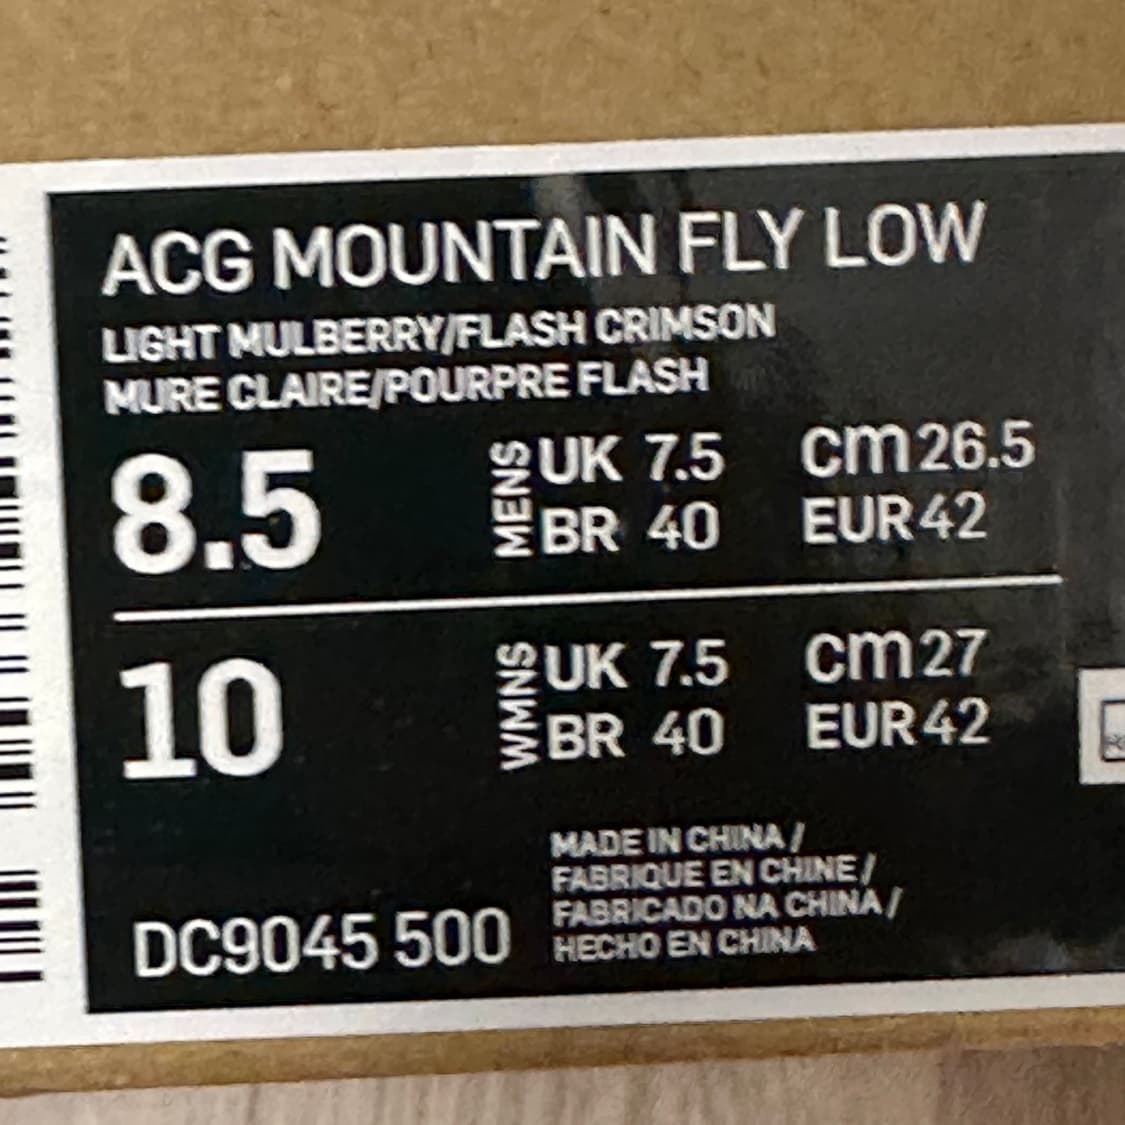 ACG MOUNTAIN FLY LOW
LIGHT MULBERRY/FLASH CRIMSON
MURE CLAIRE/POURPRE FLASH
8.5 MENS UK 7.5 cm 26.5
BR 40 EUR 42
10 WMNS UK 7.5 cm 27
BR 40 EUR 42
MADE IN CHINA /
FABRIQUE EN CHINE /
FABRICADO NA CHINA /
HECHO EN CHINA
DC9045 500